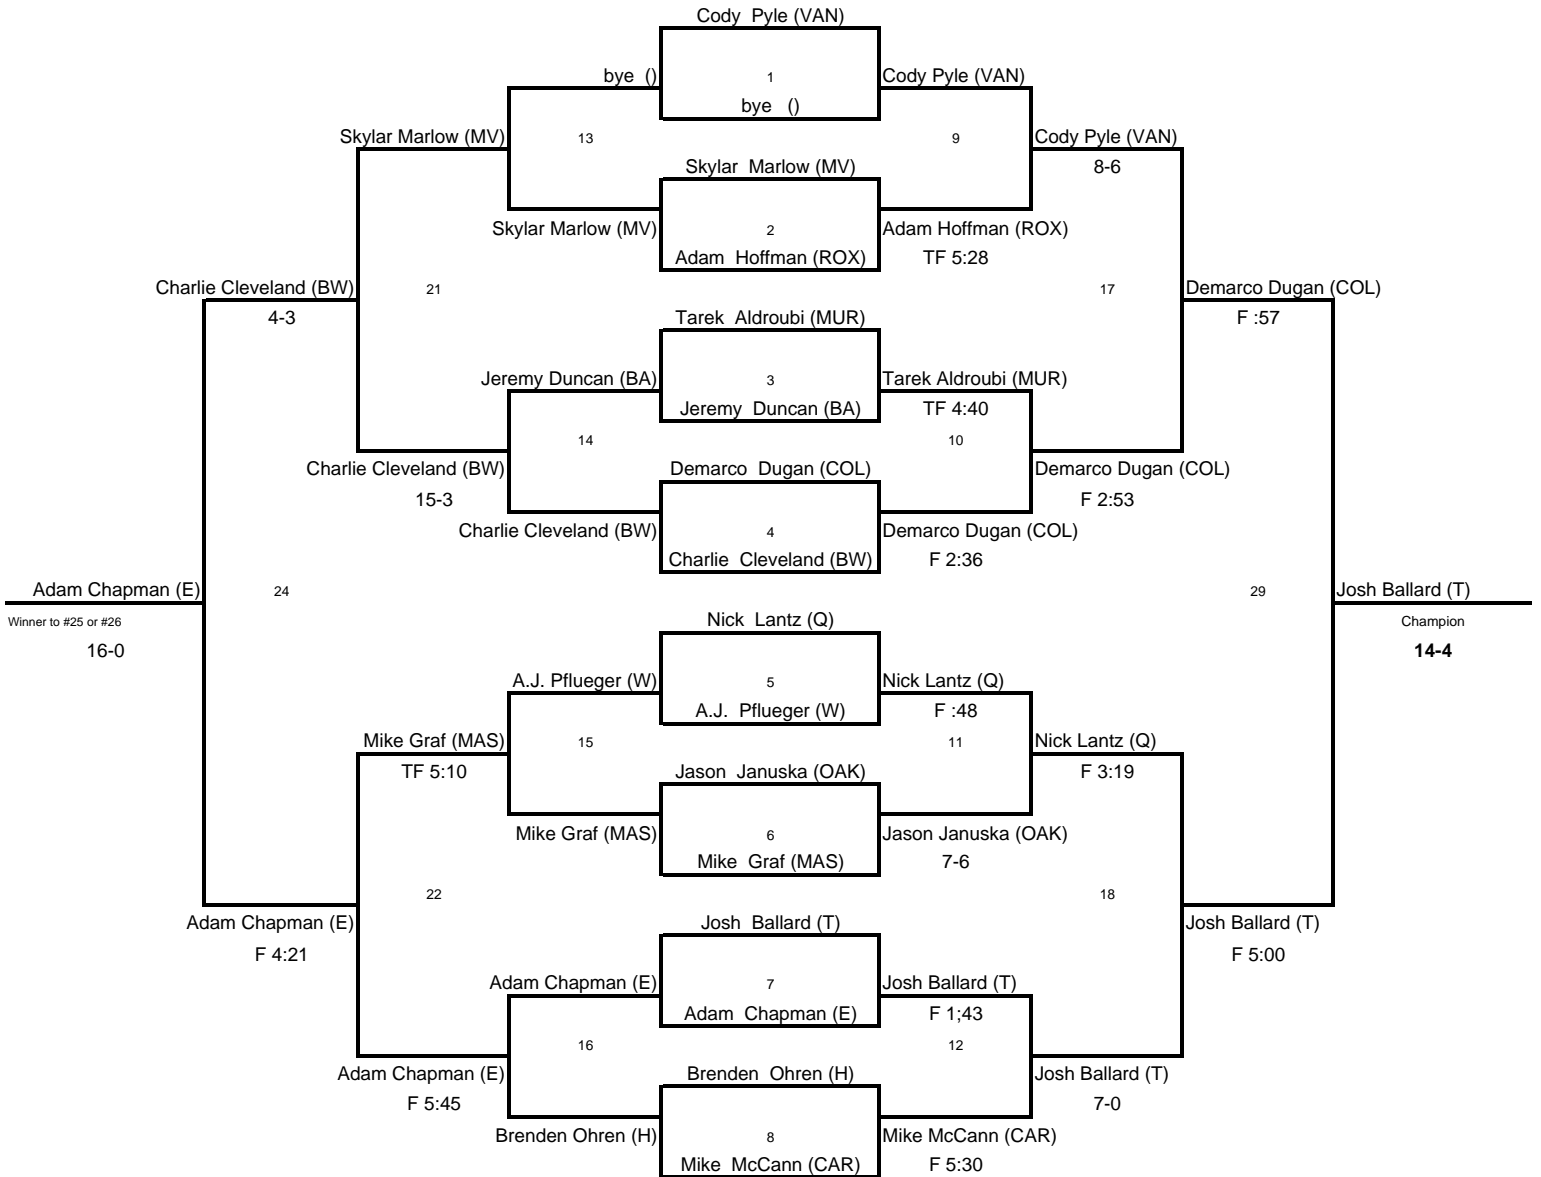 Cody Pyle (VAN)
bye ()
1
Cody Pyle (VAN)
bye ()
Skylar Marlow (MV)
13
9
Cody Pyle (VAN)
Skylar Marlow (MV)
8-6
Skylar Marlow (MV)
2
Adam Hoffman (ROX)
Adam Hoffman (ROX)
TF 5:28
Charlie Cleveland (BW)
21
17
Demarco Dugan (COL)
4-3
Tarek Aldroubi (MUR)
F :57
Jeremy Duncan (BA)
3
Tarek Aldroubi (MUR)
Jeremy Duncan (BA)
TF 4:40
14
10
Charlie Cleveland (BW)
Demarco Dugan (COL)
Demarco Dugan (COL)
15-3
F 2:53
Charlie Cleveland (BW)
4
Demarco Dugan (COL)
Charlie Cleveland (BW)
F 2:36
Adam Chapman (E)
24
29
Josh Ballard (T)
Winner to #25 or #26
Nick Lantz (Q)
Champion
16-0
14-4
A.J. Pflueger (W)
5
Nick Lantz (Q)
A.J. Pflueger (W)
F :48
Mike Graf (MAS)
15
11
Nick Lantz (Q)
TF 5:10
Jason Januska (OAK)
F 3:19
Mike Graf (MAS)
6
Jason Januska (OAK)
Mike Graf (MAS)
7-6
22
18
Adam Chapman (E)
Josh Ballard (T)
Josh Ballard (T)
F 4:21
F 5:00
Adam Chapman (E)
7
Josh Ballard (T)
Adam Chapman (E)
F 1;43
16
12
Adam Chapman (E)
Brenden Ohren (H)
Josh Ballard (T)
F 5:45
7-0
Brenden Ohren (H)
8
Mike McCann (CAR)
Mike McCann (CAR)
F 5:30